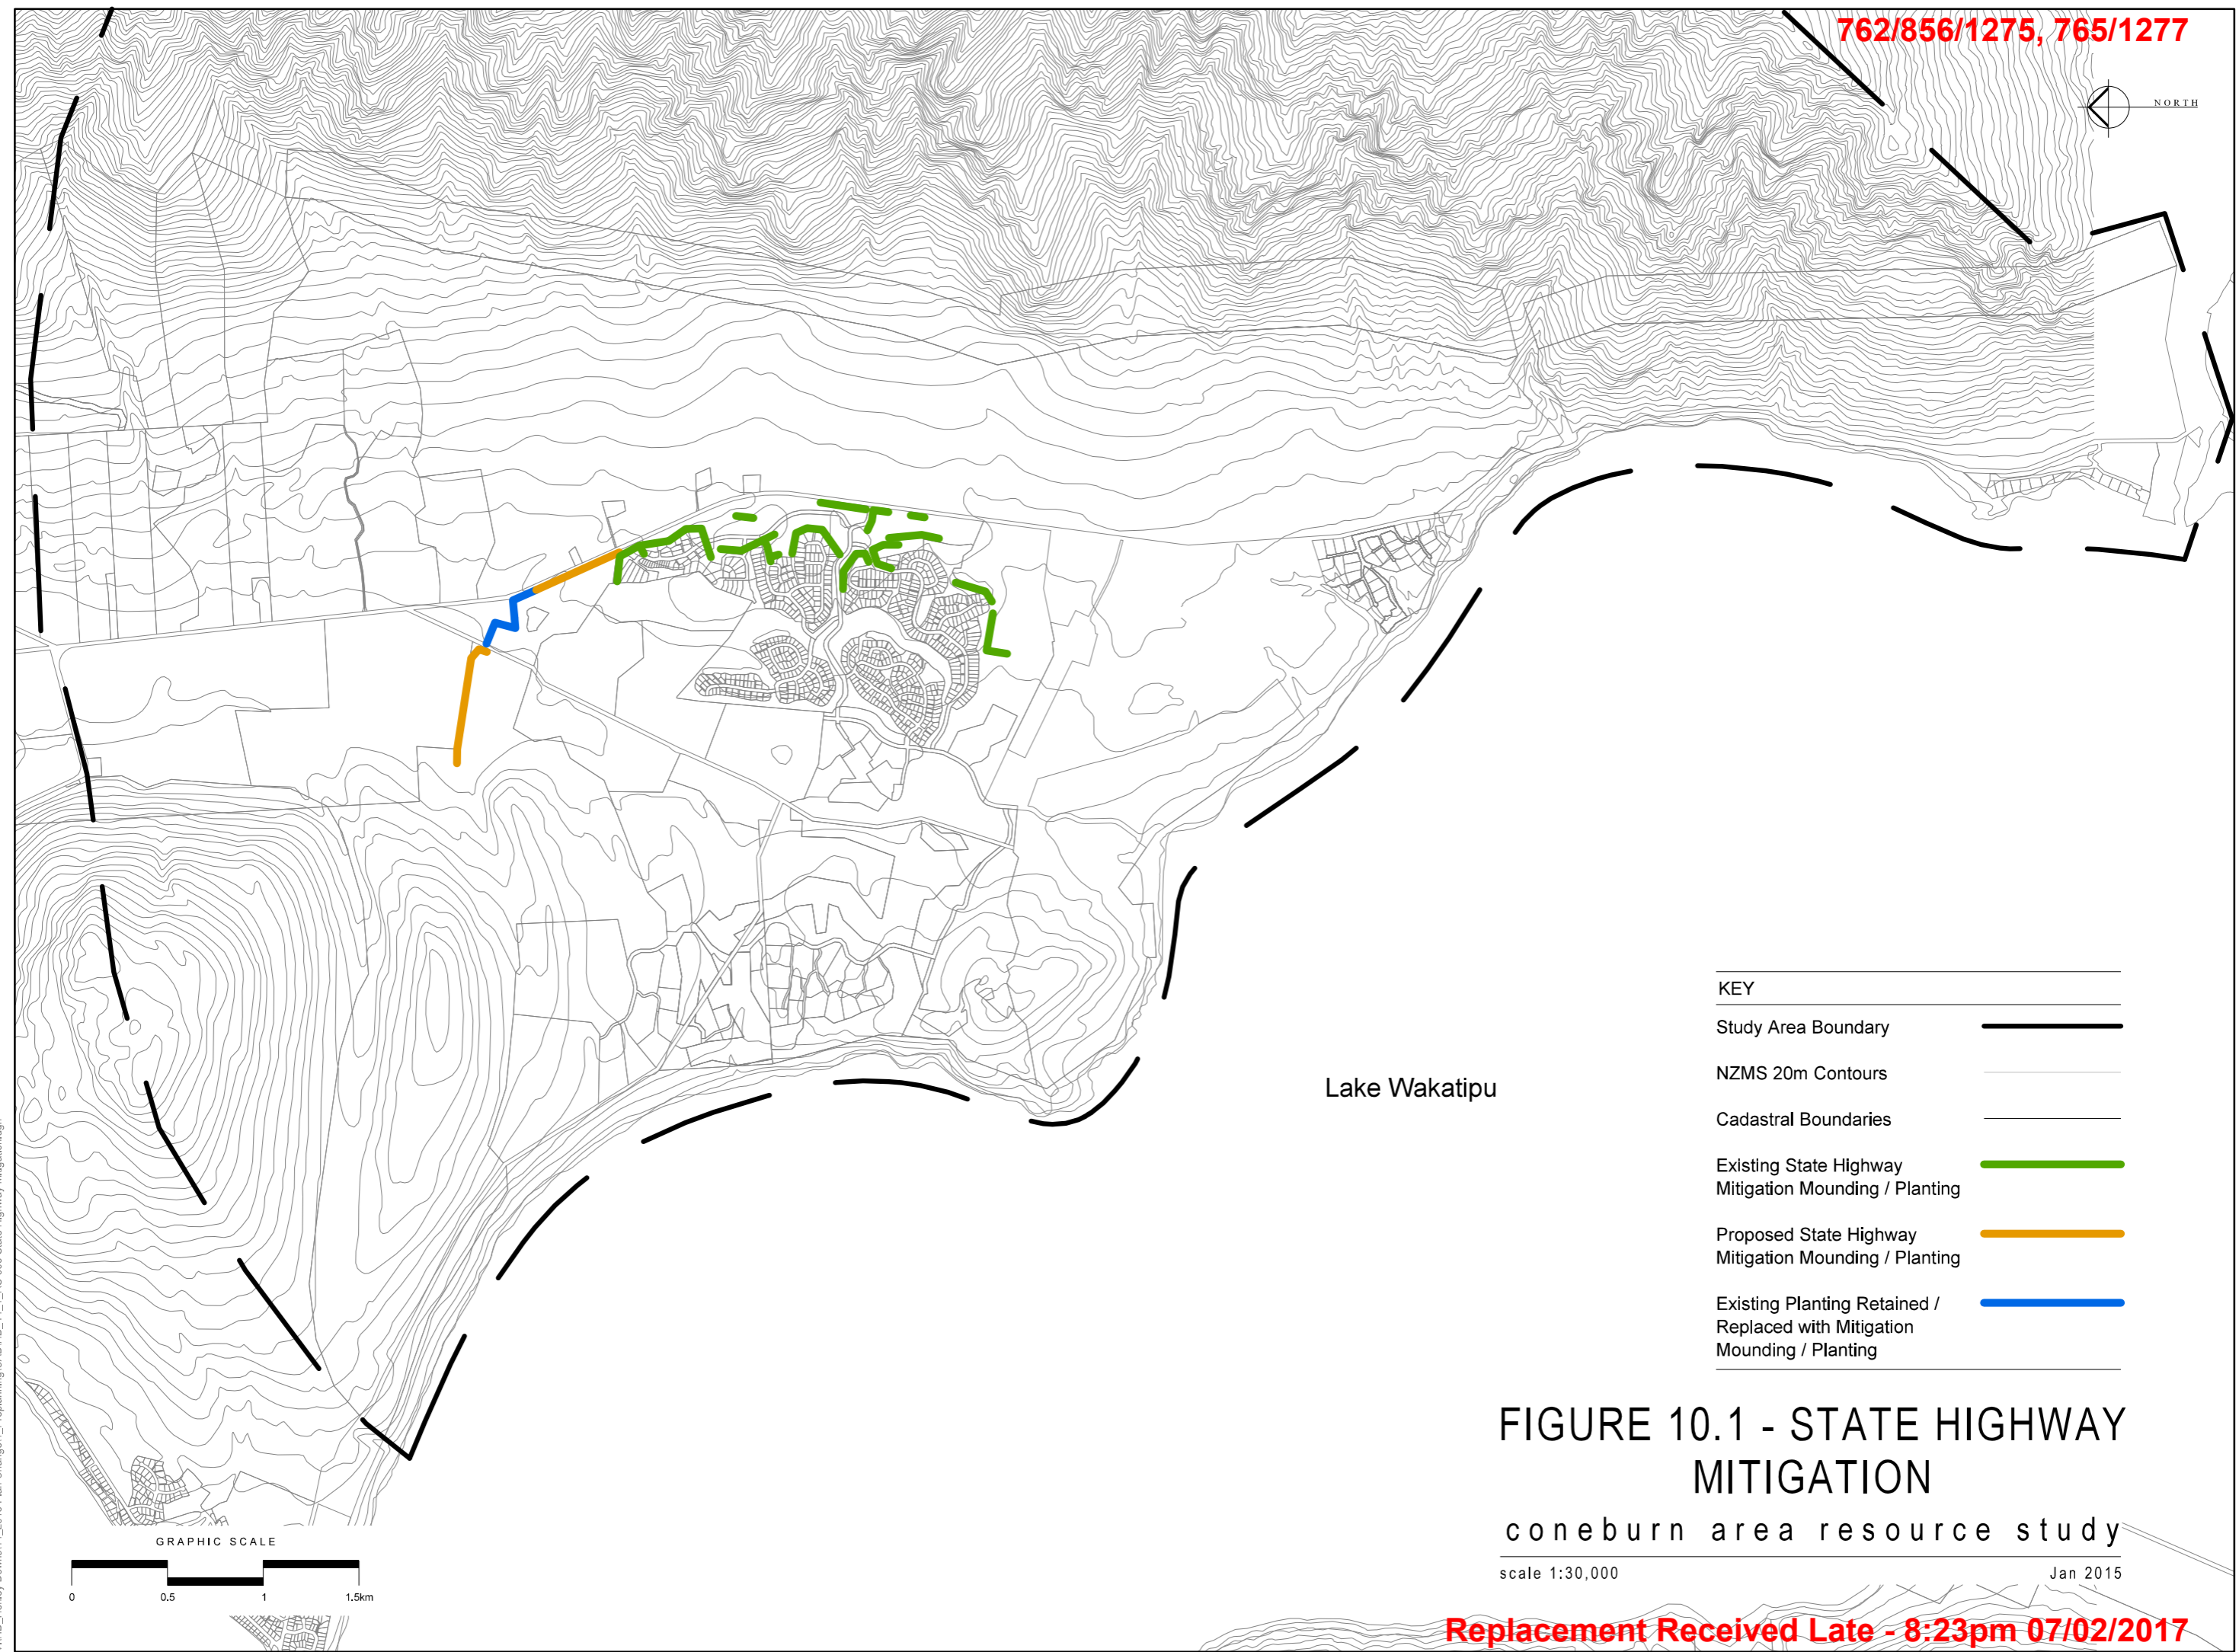 762/856/1275, 765/1277
NORTH
Lake Wakatipu
KEY
Study Area Boundary
NZMS 20m Contours
Cadastral Boundaries
Existing State Highway
Mitigation Mounding / Planting
Proposed State Highway
Mitigation Mounding / Planting
Existing Planting Retained /
Replaced with Mitigation
Mounding / Planting
FIGURE 10.1 - STATE HIGHWAY
MITIGATION
coneburn area resource study
scale 1:30,000
Jan 2015
GRAPHIC SCALE
0 0.5 1 1.5km
Replacement Received Late - 8:23pm 07/02/2017